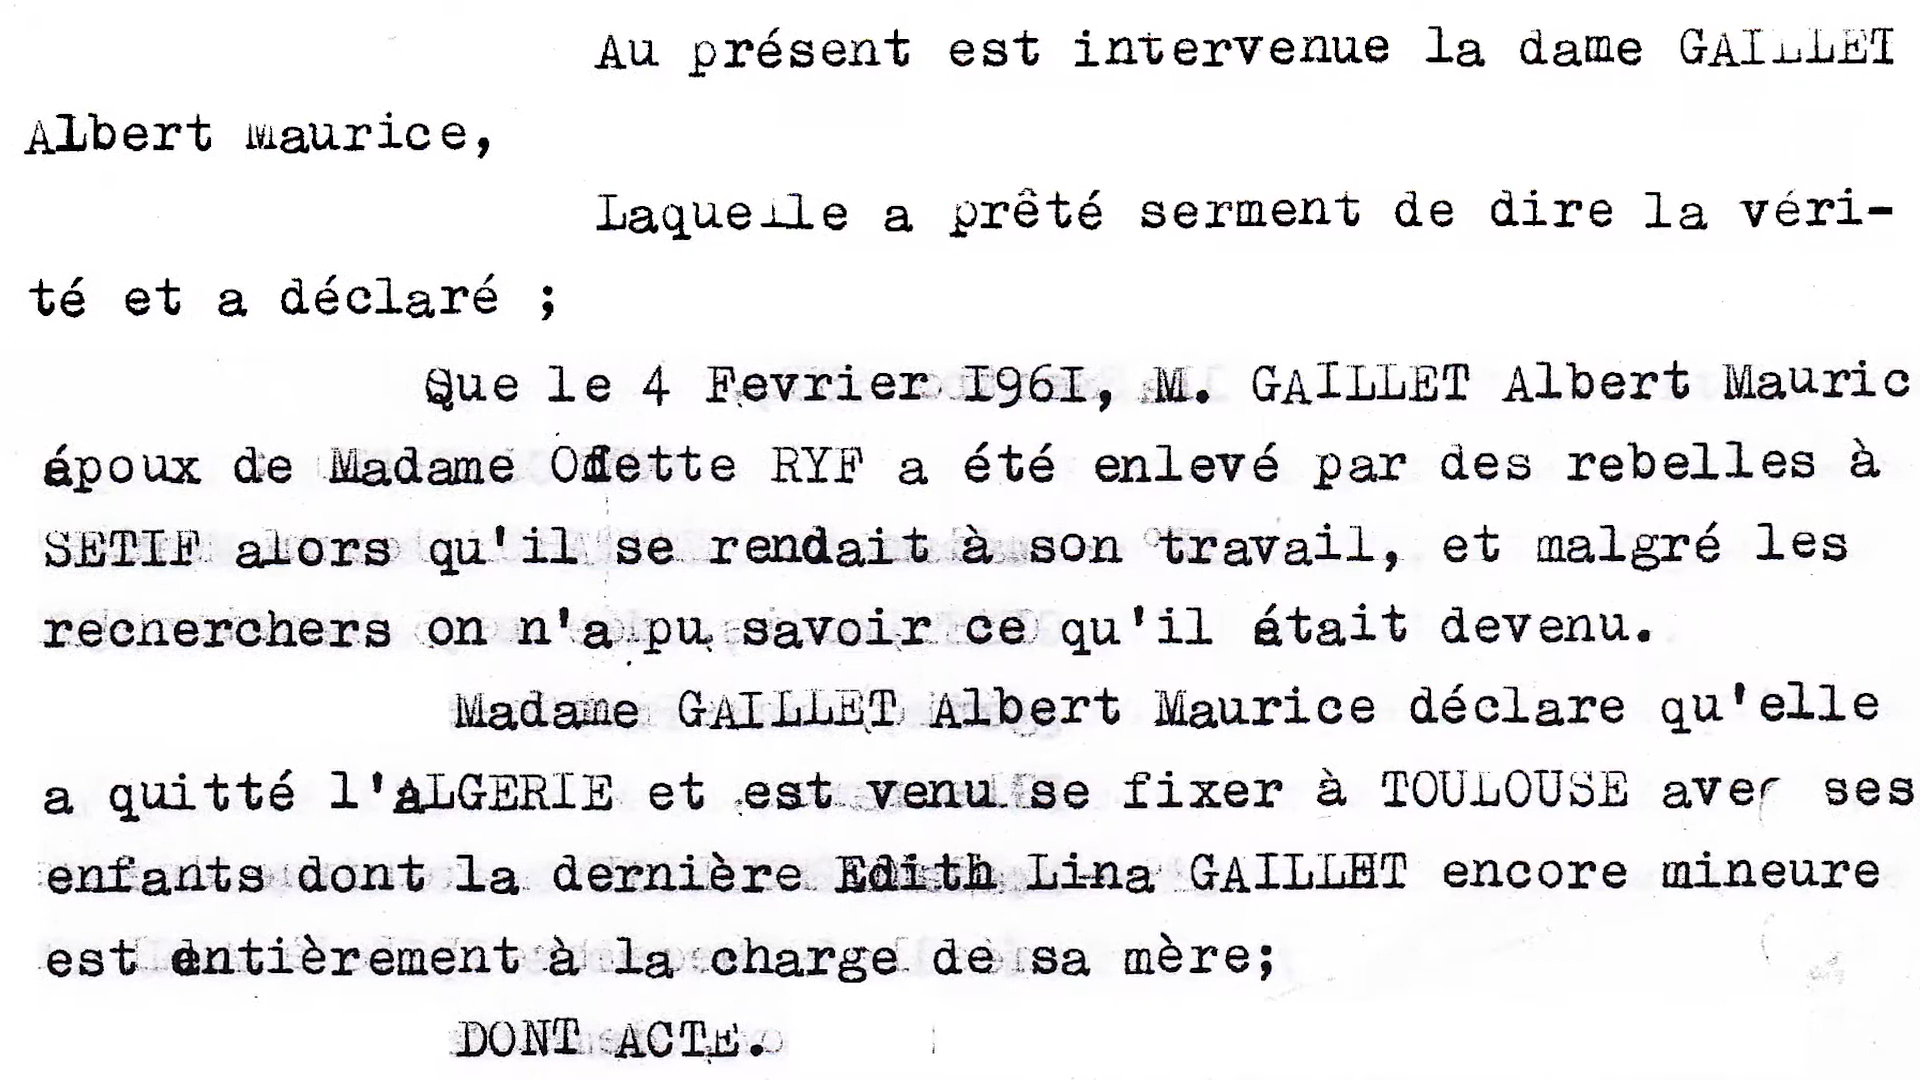 Au présent est intervenue la dame GAILLET
Albert Maurice,
Laquelle a prêté serment de dire la véri-
té et a déclaré ;
Que le 4 Fevrier I96I, M. GAILLET Albert Mauric
époux de Madame Odette RYF a été enlevé par des rebelles à
SETIF alors qu'il se rendait à son travail, et malgré les
recherchers on n'a pu savoir ce qu'il était devenu.
Madame GAILLET Albert Maurice déclare qu'elle
a quitté l'ALGERIE et est venu se fixer à TOULOUSE avec ses
enfants dont la dernière Edith Lina GAILLET encore mineure
est entièrement à la charge de sa mère;
DONT ACTE.